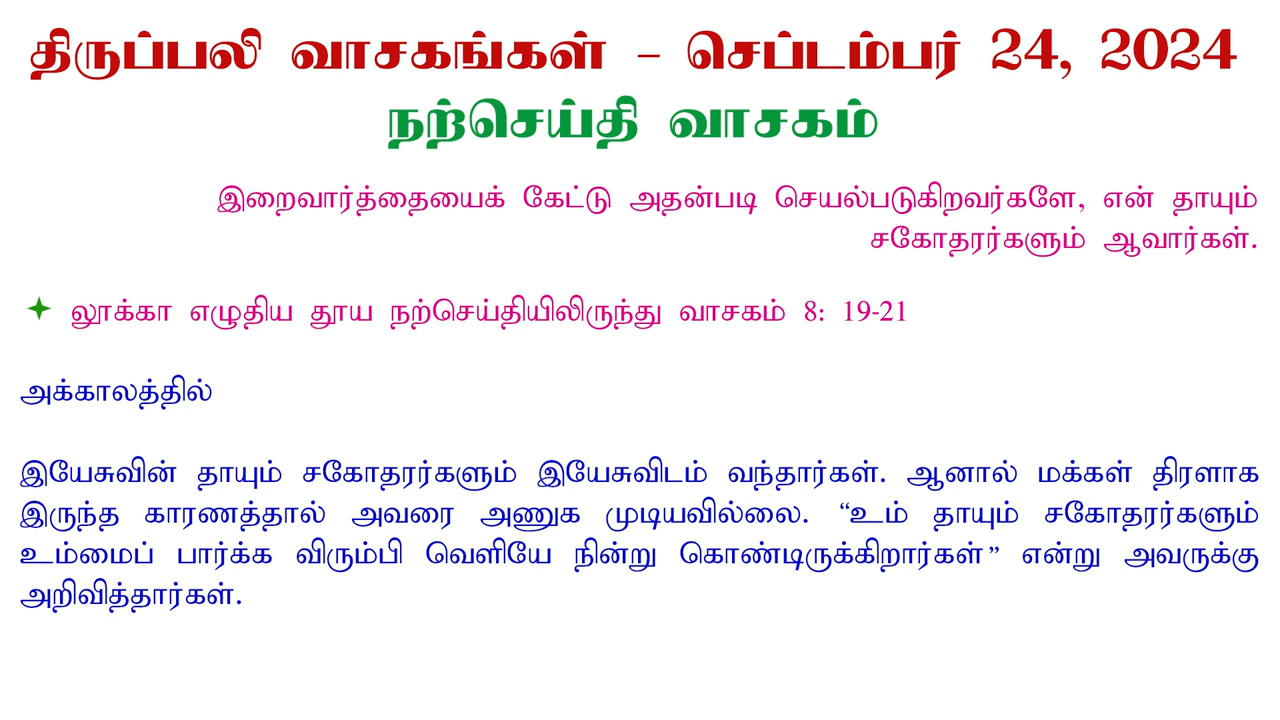 திருப்பலி வாசகங்கள் – செப்டம்பர் 24, 2024
நற்செய்தி வாசகம்
இறைவார்த்தையைக் கேட்டு அதன்படி செயல்படுகிறவர்களே, என் தாயும்
சகோதரர்களும் ஆவார்கள்.
✦ லூக்கா எழுதிய தூய நற்செய்தியிலிருந்து வாசகம் 8: 19-21
அக்காலத்தில்
இயேசுவின் தாயும் சகோதரர்களும் இயேசுவிடம் வந்தார்கள். ஆனால் மக்கள் திரளாக
இருந்த காரணத்தால் அவரை அணுக முடியவில்லை. “உம் தாயும் சகோதரர்களும்
உம்மைப் பார்க்க விரும்பி வெளியே நின்று கொண்டிருக்கிறார்கள்” என்று அவருக்கு
அறிவித்தார்கள்.